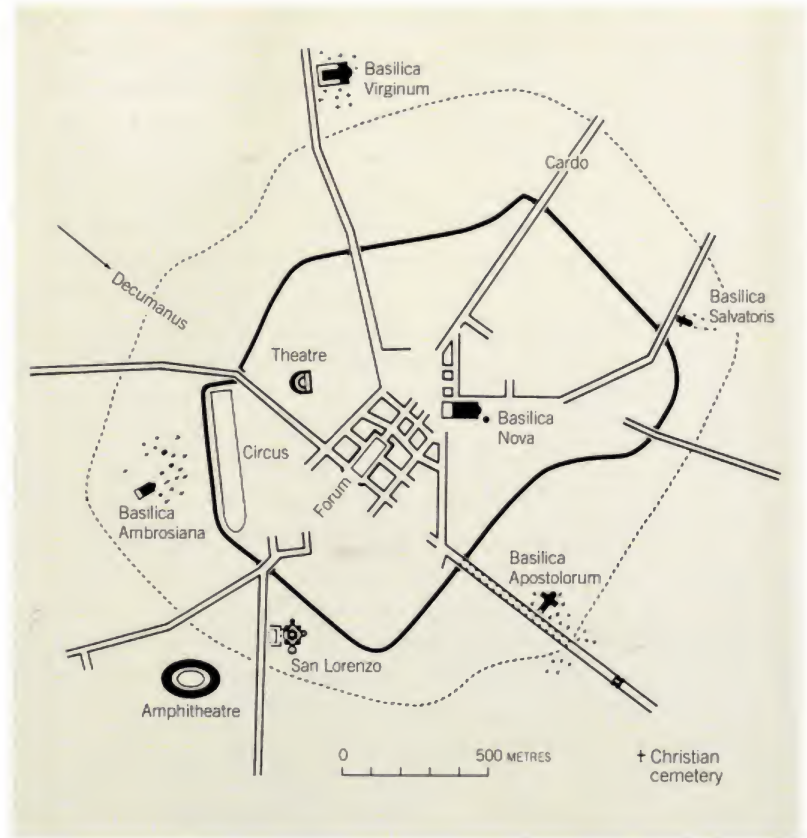 Basilica
Virginum
Cardo
Decumanus
Basilica
Salvatoris
Theatre
Basilica
Nova
Circus
Forum
Basilica
Ambrosiana
Basilica
Apostolorum
San Lorenzo
Amphitheatre
0 500 METRES
† Christian
cemetery